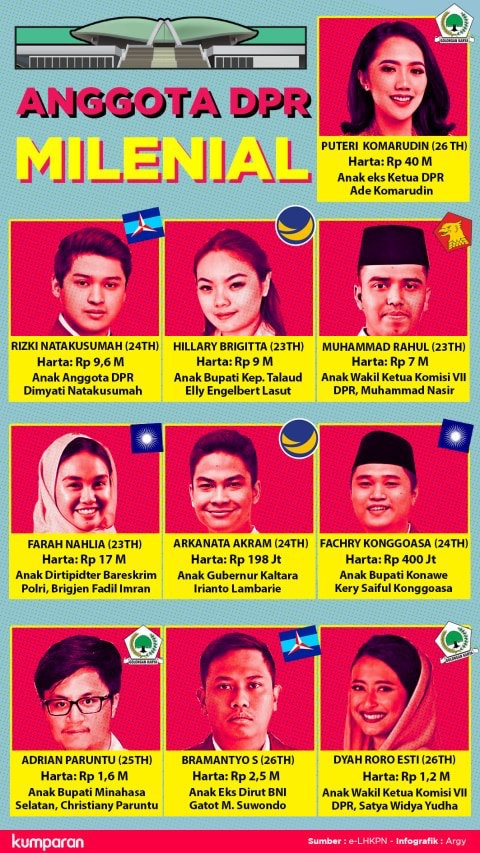 ANGGOTA DPR
MILENIAL
GOLONGAN KARYA
PUTERI KOMARUDIN (26 TH)
Harta: Rp 40 M
Anak eks Ketua DPR
Ade Komarudin
RIZKI NATAKUSUMAH (24TH)
Harta: Rp 9,6 M
Anak Anggota DPR
Dimyati Natakusumah
HILLARY BRIGITTA (23TH)
Harta: Rp 9 M
Anak Bupati Kep. Talaud
Elly Engelbert Lasut
MUHAMMAD RAHUL (23TH)
Harta: Rp 7 M
Anak Wakil Ketua Komisi VII
DPR, Muhammad Nasir
FARAH NAHLIA (23TH)
Harta: Rp 17 M
Anak Dirtipidter Bareskrim
Polri, Brigjen Fadil Imran
ARKANATA AKRAM (24TH)
Harta: Rp 198 Jt
Anak Gubernur Kaltara
Irianto Lambarie
FACHRY KONGGOASA (24TH)
Harta: Rp 400 Jt
Anak Bupati Konawe
Kery Saiful Konggoasa
GOLONGAN KARYA
ADRIAN PARUNTU (25TH)
Harta: Rp 1,6 M
Anak Bupati Minahasa
Selatan, Christiany Paruntu
BRAMANTYO S (26TH)
Harta: Rp 2,5 M
Anak Eks Dirut BNI
Gatot M. Suwondo
GOLONGAN KARYA
DYAH RORO ESTI (26TH)
Harta: Rp 1,2 M
Anak Wakil Ketua Komisi VII
DPR, Satya Widya Yudha
kumparan
Sumber : e-LHKPN - Infografik : Argy